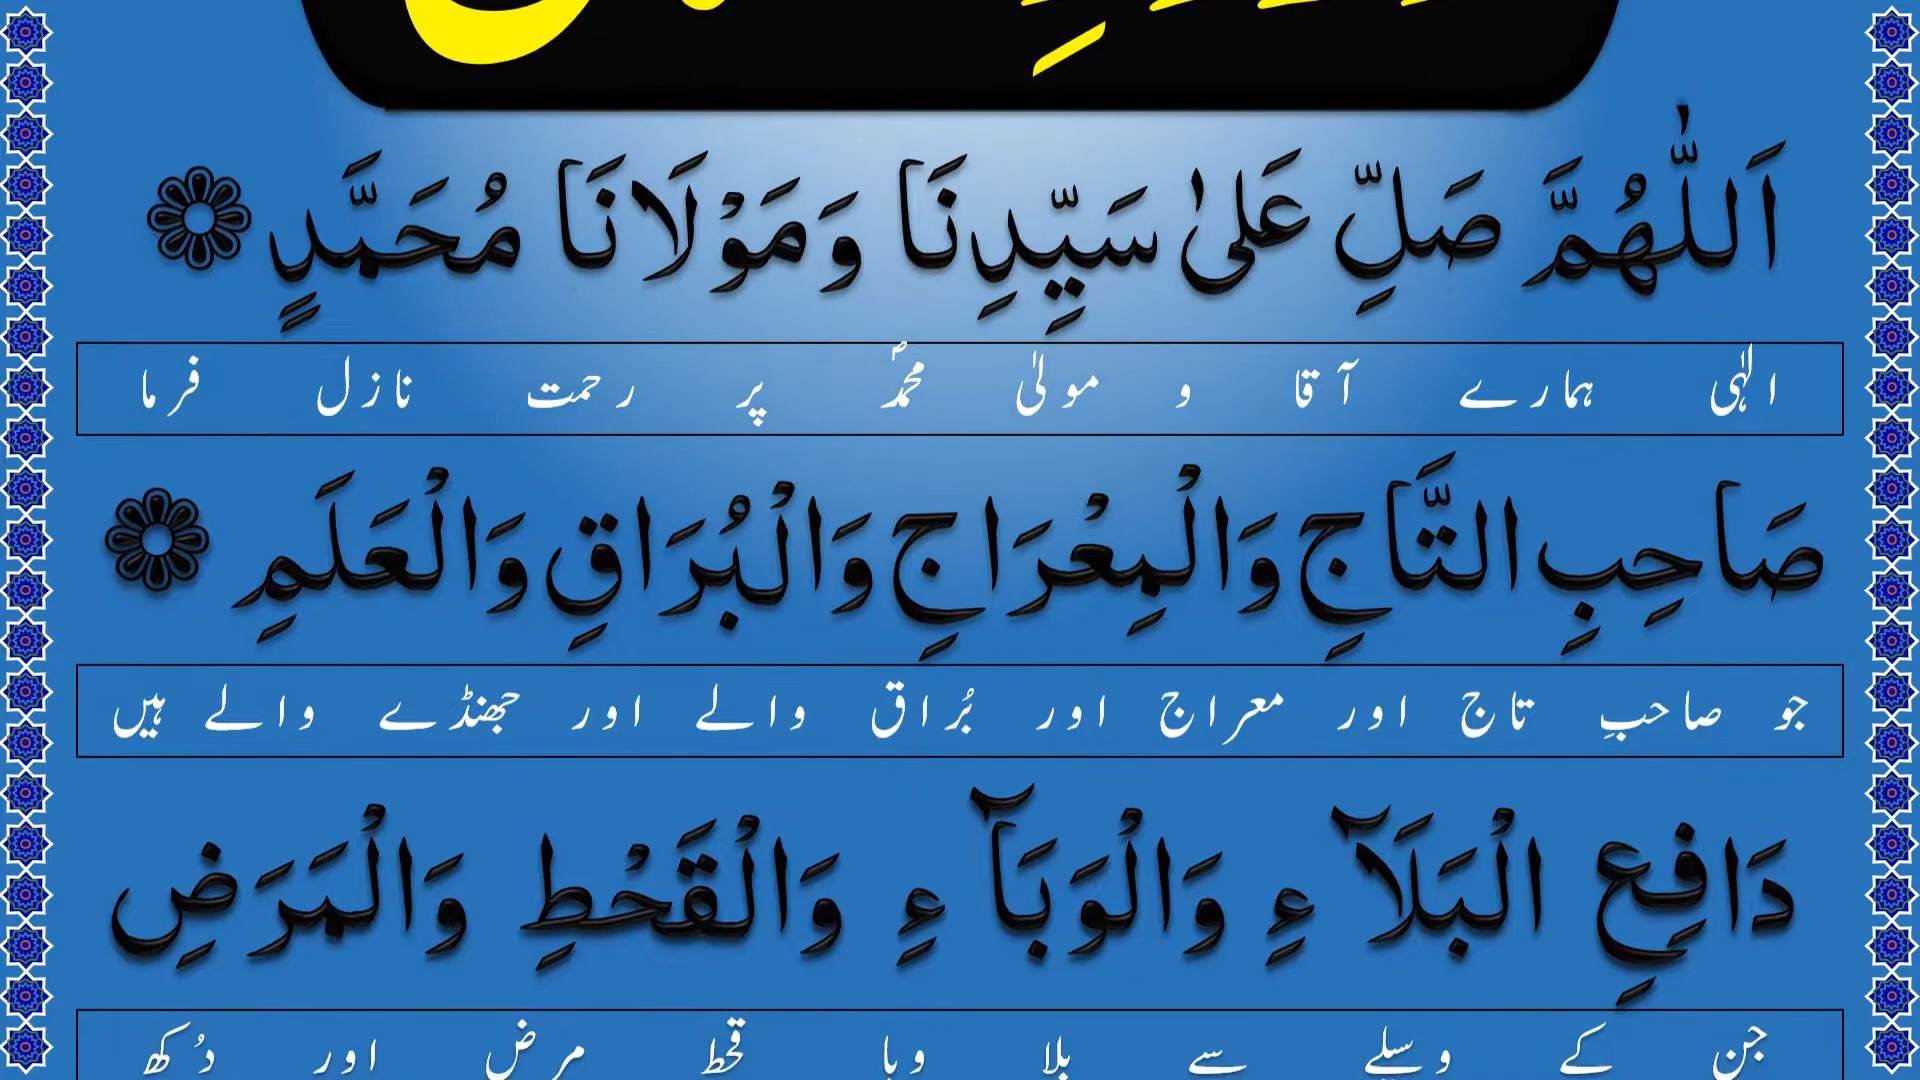 اَللّٰهُمَّ صَلِّ عَلٰى سَيِّدِنَا وَمَوْلَانَا مُحَمَّدٍ
الٰہی ہمارے آقا و مولیٰ محمدؐ پر رحمت نازل فرما
صَاحِبِ التَّاجِ وَالْمِعْرَاجِ وَالْبُرَاقِ وَالْعَلَمِ
جو صاحبِ تاج اور معراج اور بُراق والے اور جھنڈے والے ہیں
دَافِعِ الْبَلَآءِ وَالْوَبَآءِ وَالْقَحْطِ وَالْمَرَضِ
جن کے وسیلے سے بلا وبا قحط مرض اور دُکھ